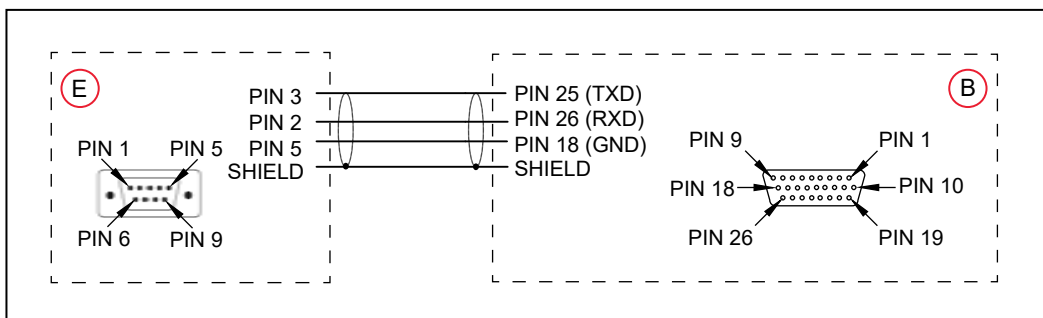 E
B
PIN 3
PIN 25 (TXD)
PIN 2
PIN 26 (RXD)
PIN 5
PIN 18 (GND)
SHIELD
SHIELD
PIN 1
PIN 5
PIN 6
PIN 9
PIN 9
PIN 1
PIN 18
PIN 10
PIN 26
PIN 19